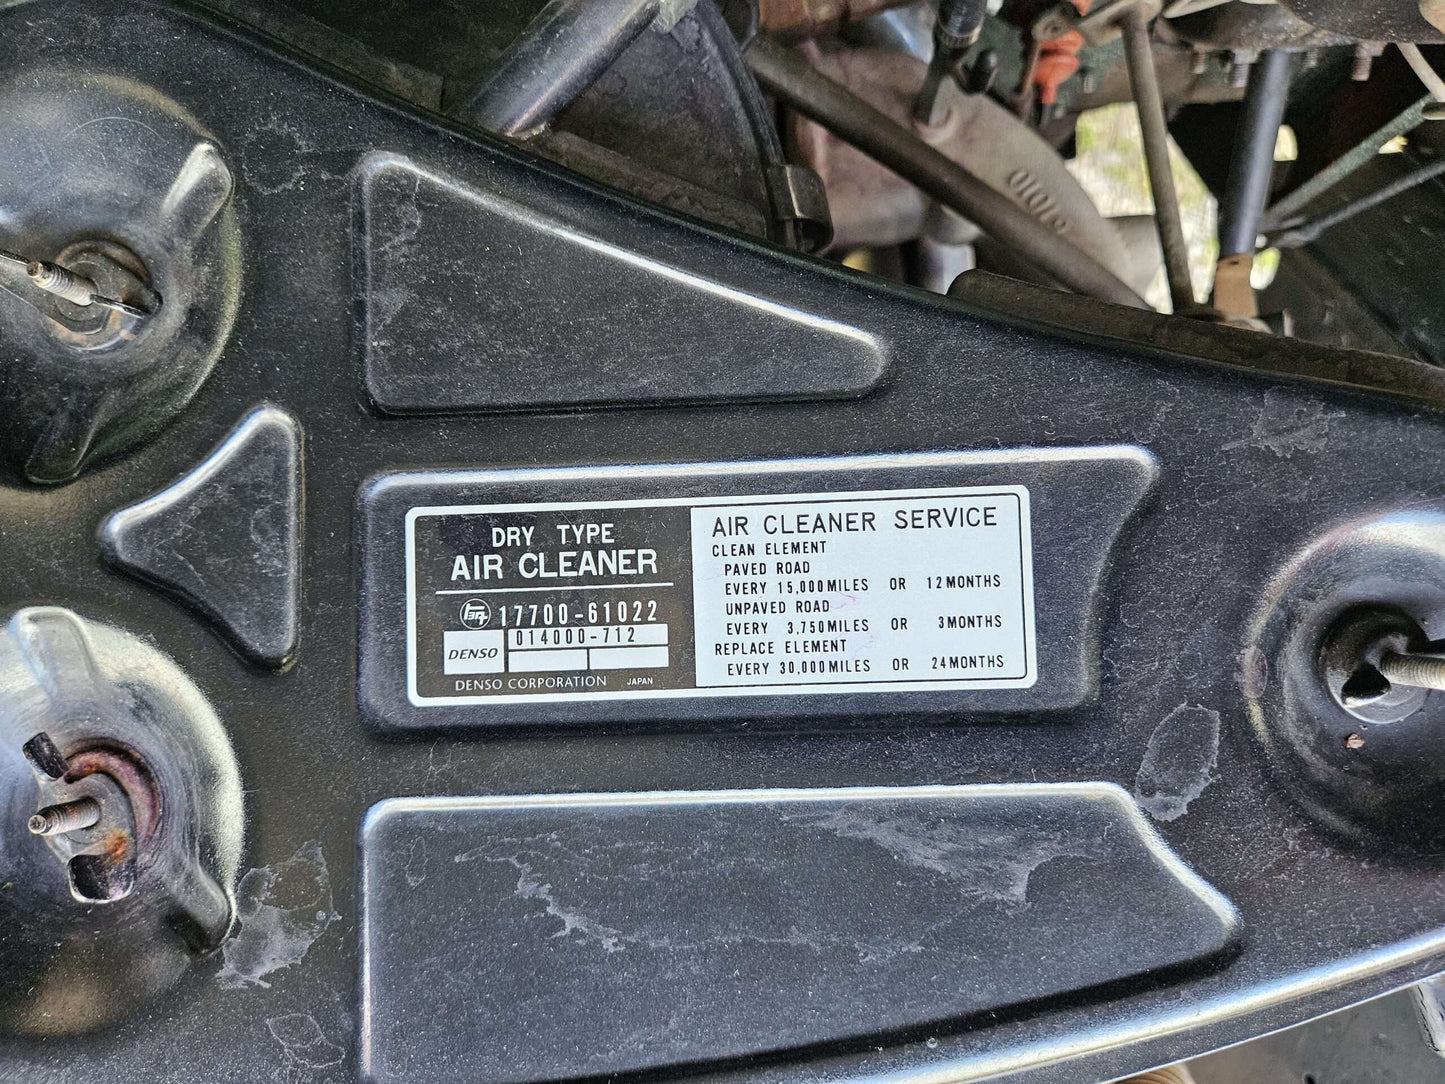 DRY TYPE
AIR CLEANER
17700-61022
014000-712
DENSO
DENSO CORPORATION JAPAN
AIR CLEANER SERVICE
CLEAN ELEMENT
PAVED ROAD
EVERY 15,000MILES OR 12MONTHS
UNPAVED ROAD
EVERY 3,750MILES OR 3MONTHS
REPLACE ELEMENT
EVERY 30,000MILES OR 24MONTHS